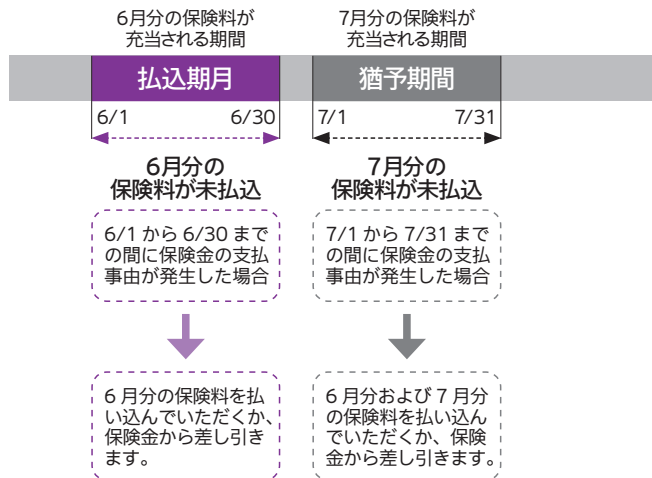 6月分の保険料が
充当される期間
7月分の保険料が
充当される期間
払込期月
猶予期間
6/1
6/30
7/1
7/31
6月分の
保険料が未払込
7月分の
保険料が未払込
6/1 から 6/30 まで
の間に保険金の支払
事由が発生した場合
7/1 から 7/31 まで
の間に保険金の支払
事由が発生した場合
6 月分の保険料を払
い込んでいただくか、
保険金から差し引き
ます。
6 月分および 7 月分
の保険料を払い込ん
でいただくか、保険
金から差し引きます。